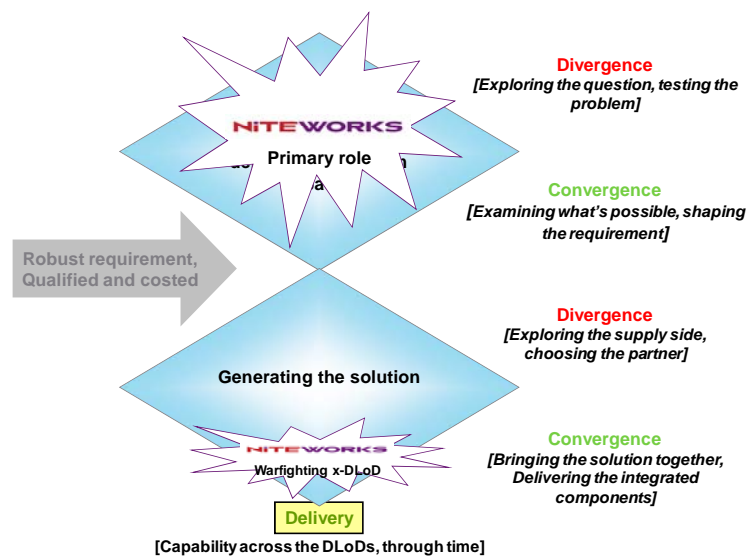 Divergence
[Exploring the question, testing the
problem]
NiTEWORKS
Primary role
a
Convergence
[Examining what's possible, shaping
the requirement]
Robust requirement,
Qualified and costed
Divergence
[Exploring the supply side,
choosing the partner]
Generating the solution
Convergence
[Bringing the solution together,
Delivering the integrated
components]
NiTEWORKS
Warfighting x-DLoD
Delivery
[Capability across the DLoDs, through time]